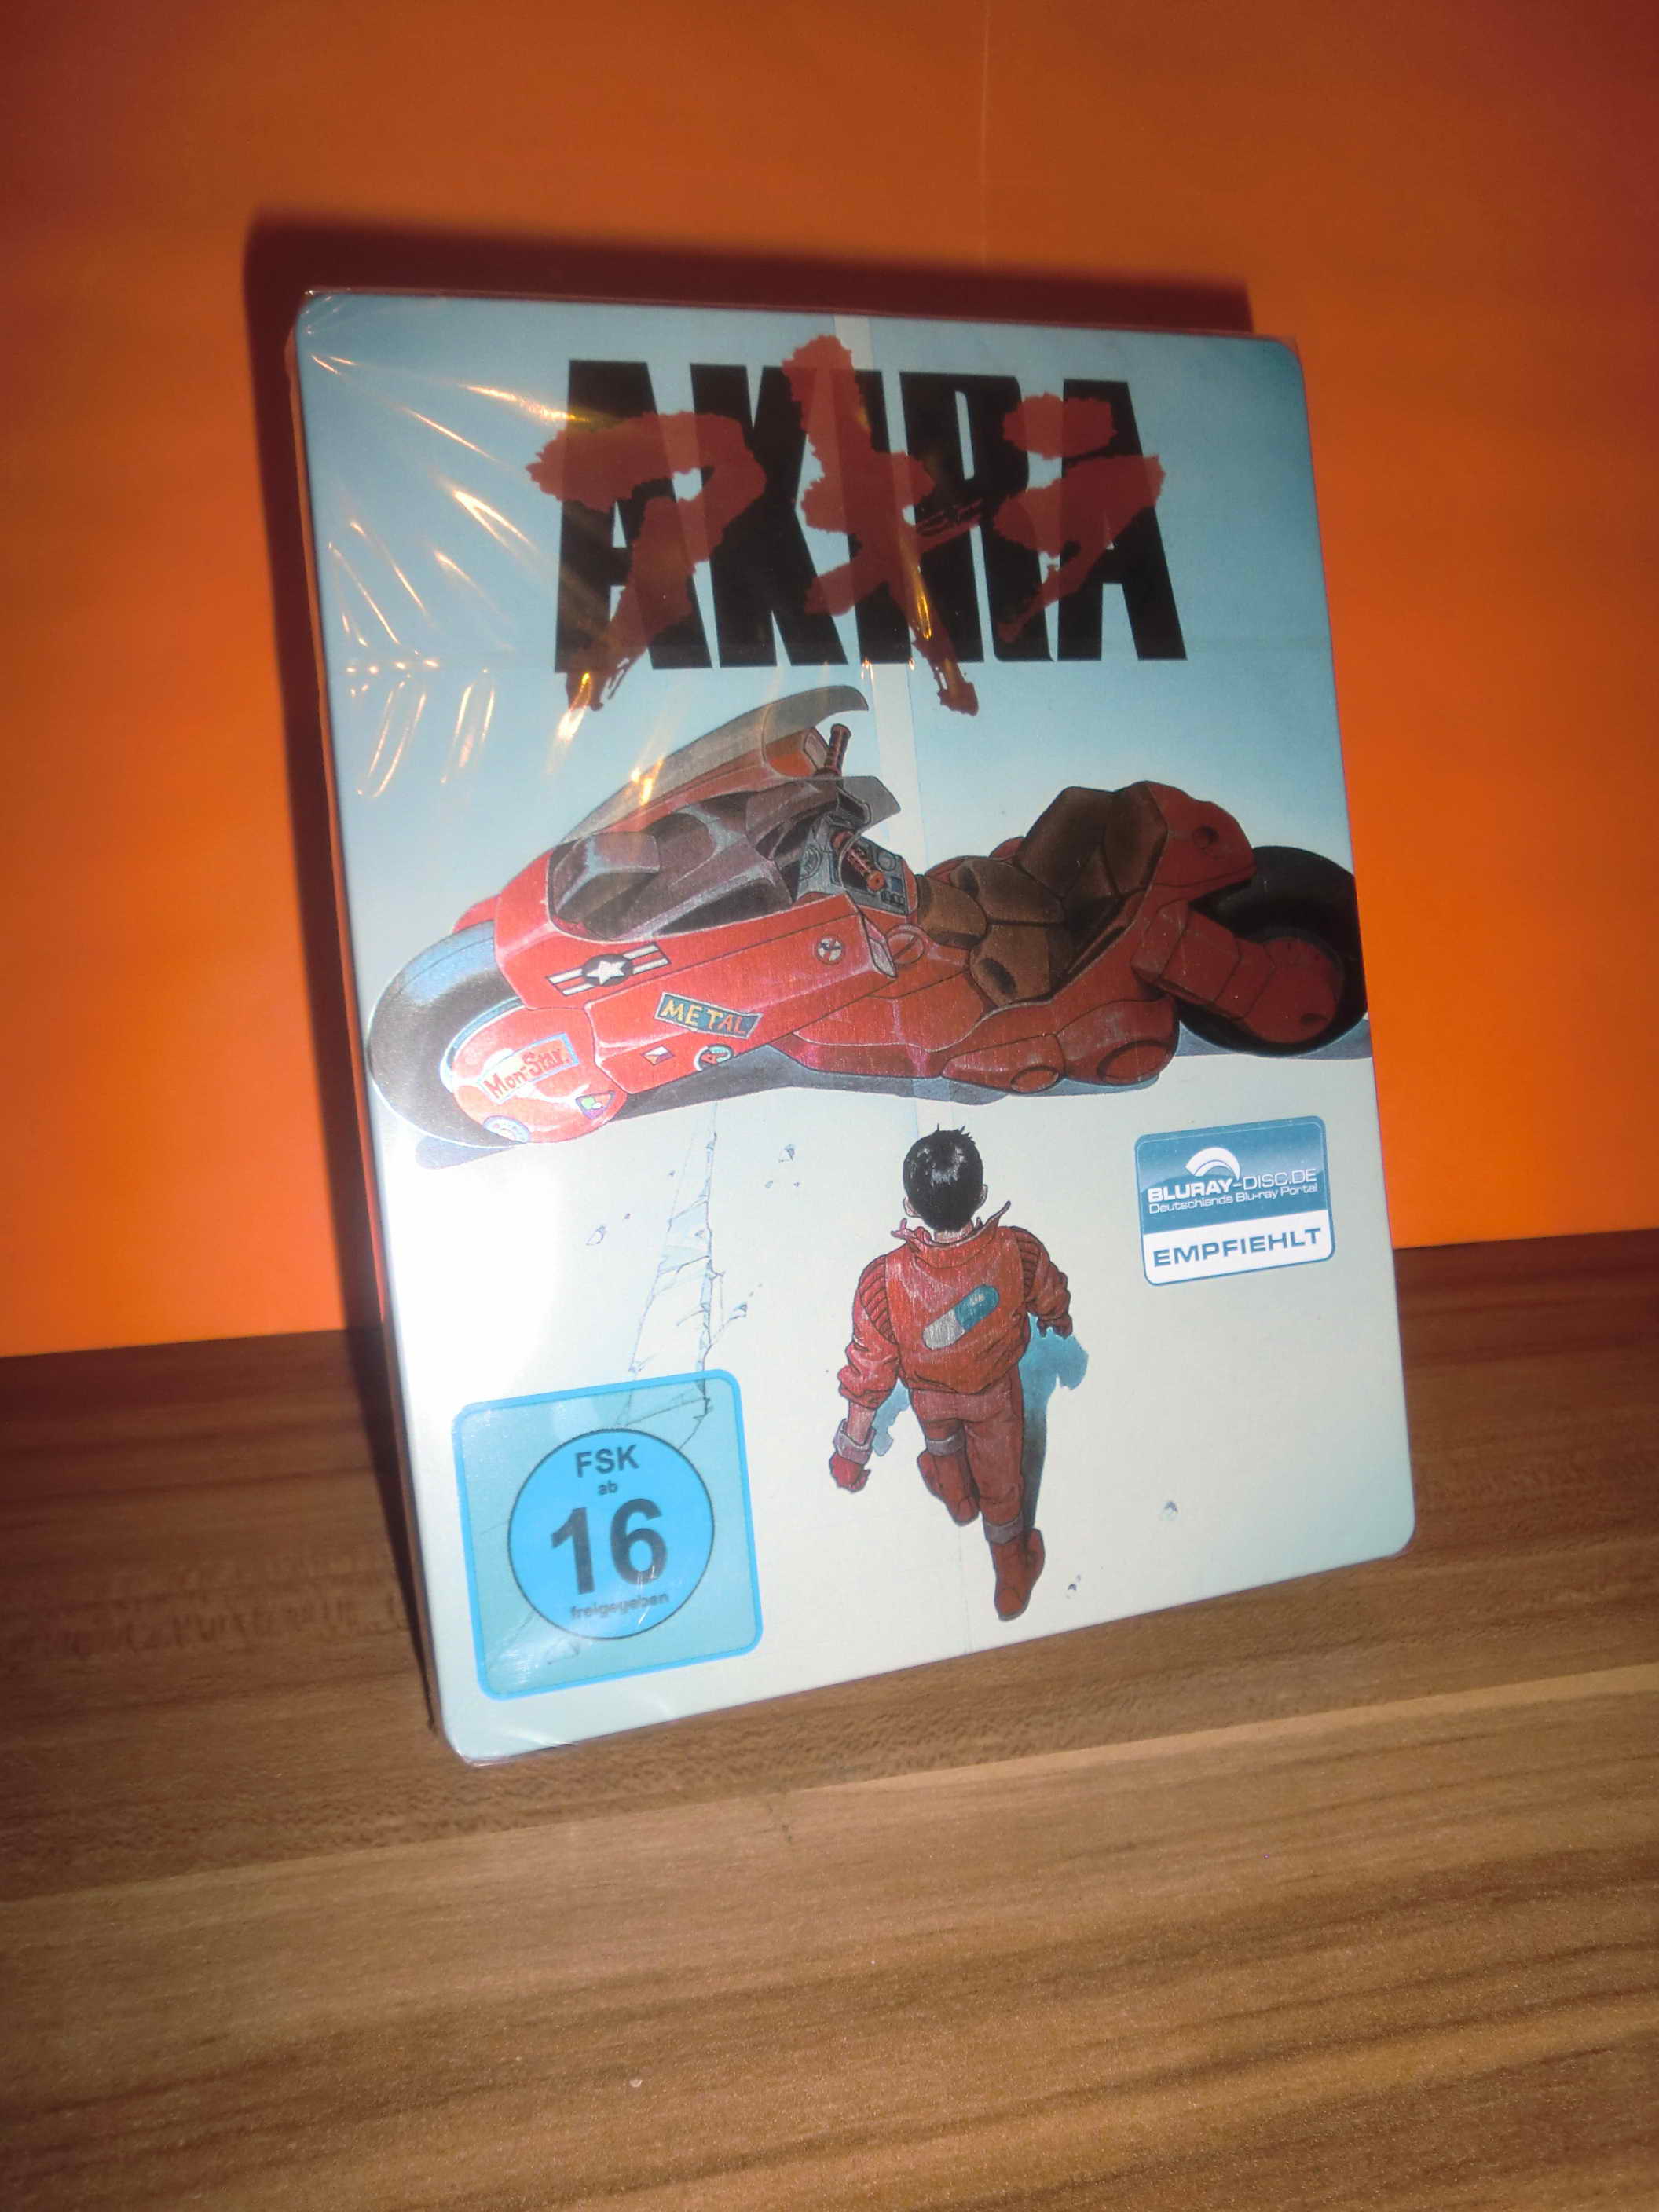 AKIRA
アキラ
METAL
Mon-Star.
BLURAY-DISC.DE
Deutschlands Blu-ray Portal
EMPFIEHLT
FSK
ab
16
freigegeben